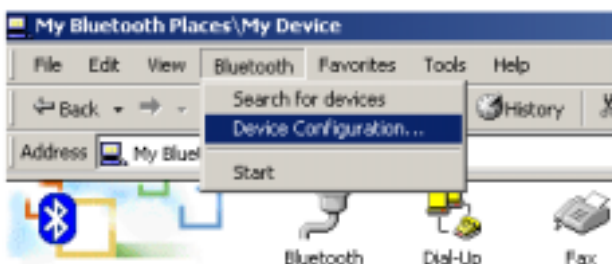 My Bluetooth Places\My Device
File Edit View Bluetooth Favorites Tools Help
Back History
Search for devices
Device Configuration...
Address My Blue
Start
Bluetooth Dial-Up Fax